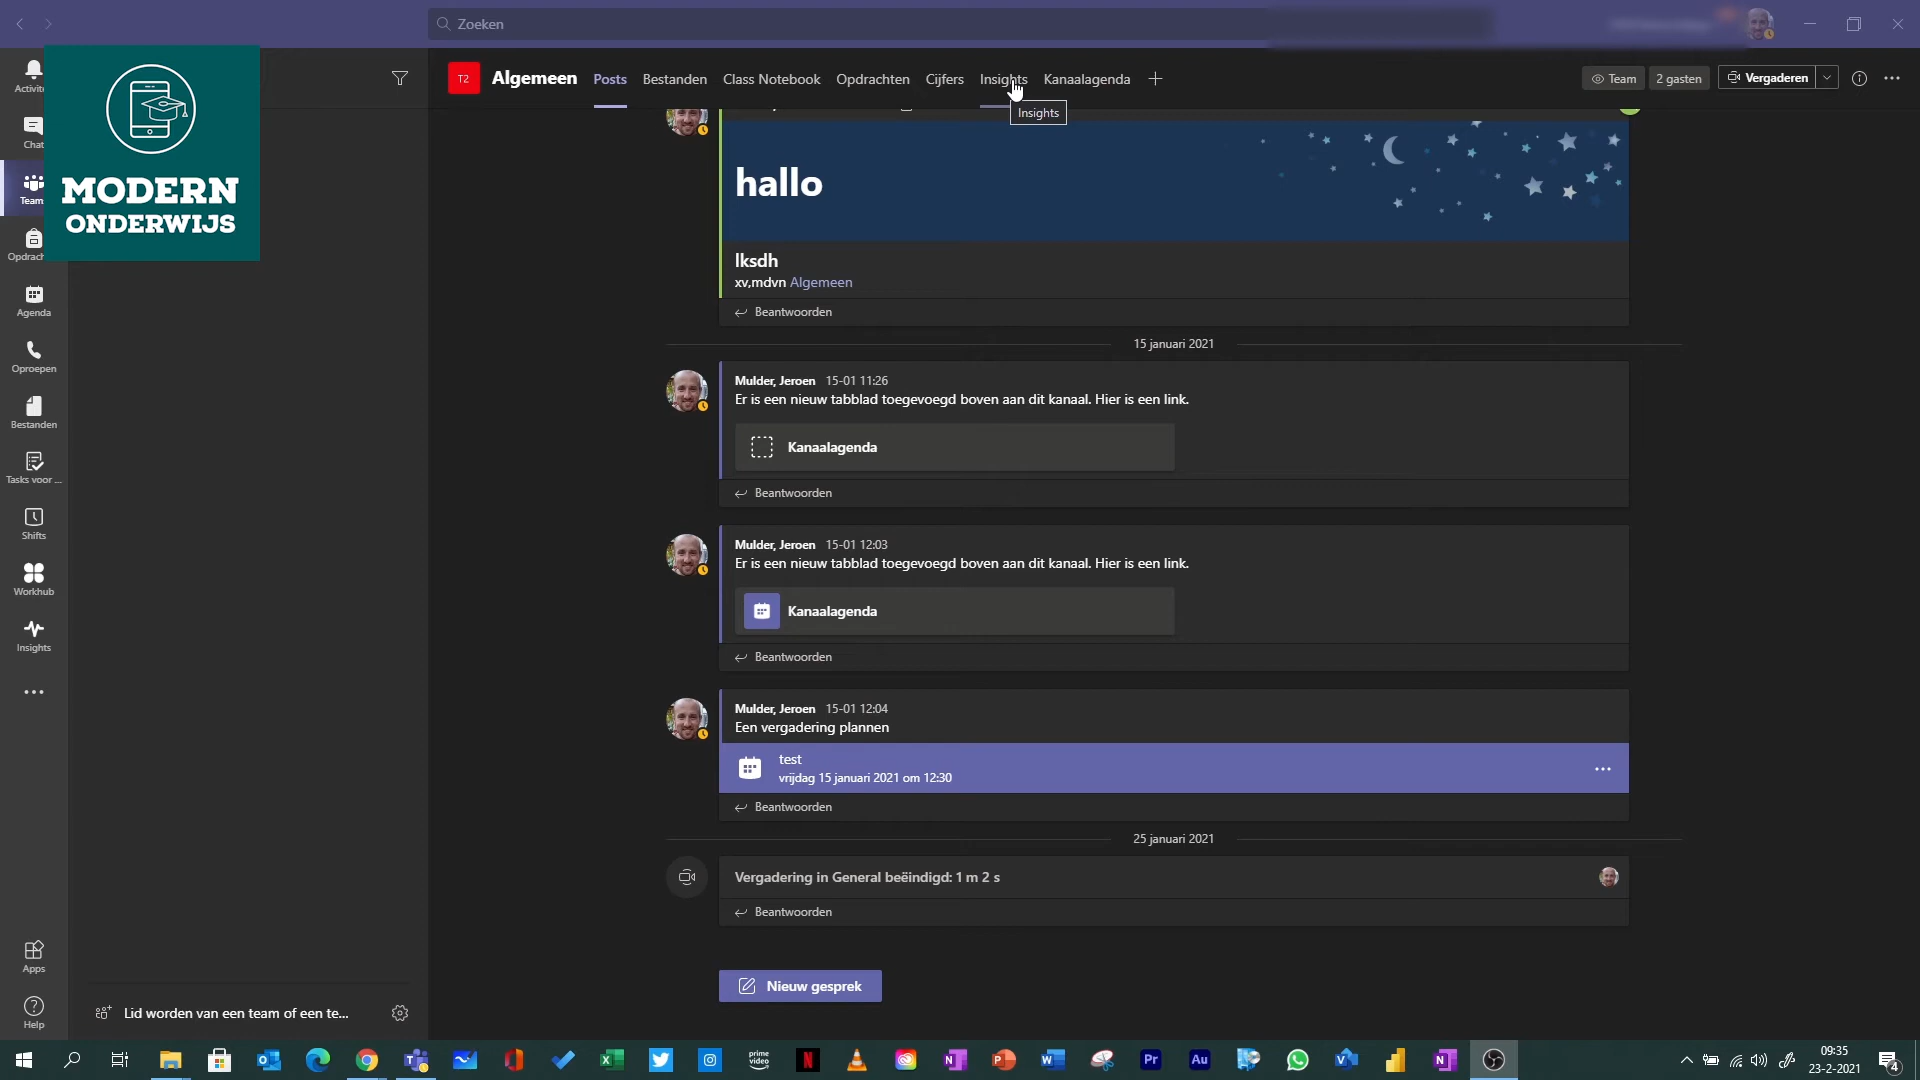 Zoeken
Activite
Chat
Team
Opdrach
Agenda
Oproepen
Bestanden
Tasks voor ...
Shifts
Workhub
Insights
Apps
Help
MODERN
ONDERWIJS
Lid worden van een team of een te...
T2 Algemeen Posts Bestanden Class Notebook Opdrachten Cijfers Insights Kanaalagenda
Team 2 gasten Vergaderen
Insights
hallo
lksdh
xv,mdvn Algemeen
Beantwoorden
15 januari 2021
Mulder, Jeroen 15-01 11:26
Er is een nieuw tabblad toegevoegd boven aan dit kanaal. Hier is een link.
Kanaalagenda
Beantwoorden
Mulder, Jeroen 15-01 12:03
Er is een nieuw tabblad toegevoegd boven aan dit kanaal. Hier is een link.
Kanaalagenda
Beantwoorden
Mulder, Jeroen 15-01 12:04
Een vergadering plannen
test
vrijdag 15 januari 2021 om 12:30
Beantwoorden
25 januari 2021
Vergadering in General beëindigd: 1 m 2 s
Beantwoorden
Nieuw gesprek
prime video
N
Pr
Au
09:35
23-2-2021
4